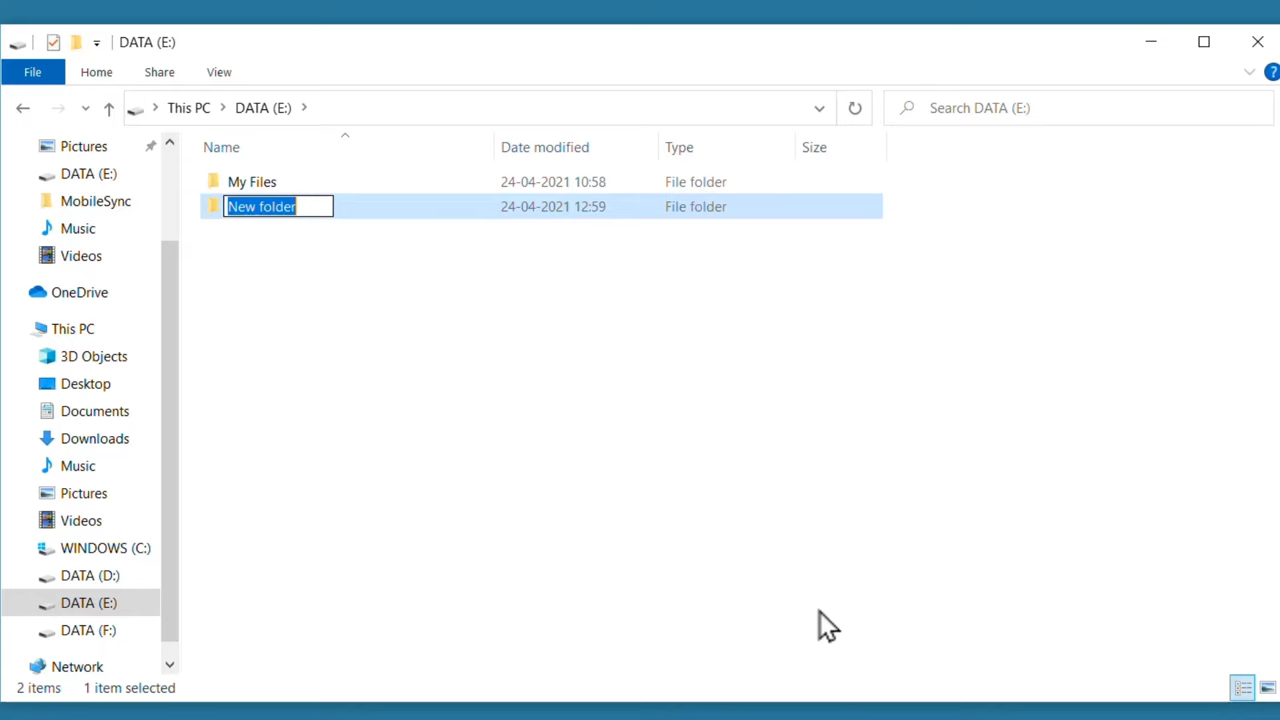 DATA (E:)
File Home Share View ?
This PC DATA (E:) Search DATA (E:)
Name Date modified Type Size
My Files 24-04-2021 10:58 File folder
New folder 24-04-2021 12:59 File folder
Pictures
DATA (E:)
MobileSync
Music
Videos
OneDrive
This PC
3D Objects
Desktop
Documents
Downloads
Music
Pictures
Videos
WINDOWS (C:)
DATA (D:)
DATA (E:)
DATA (F:)
Network
2 items 1 item selected